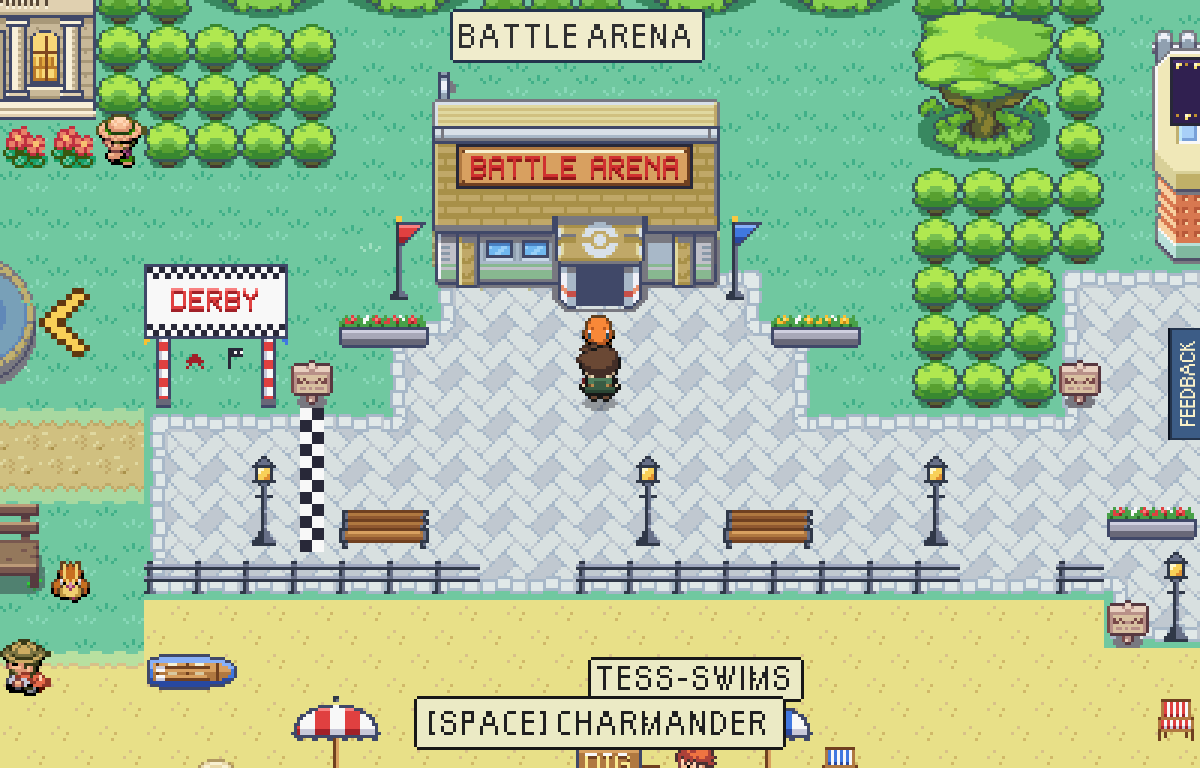 BATTLE ARENA
BATTLE ARENA
DERBY
FEEDBACK
TESS-SWIMS
[SPACE] CHARMANDER